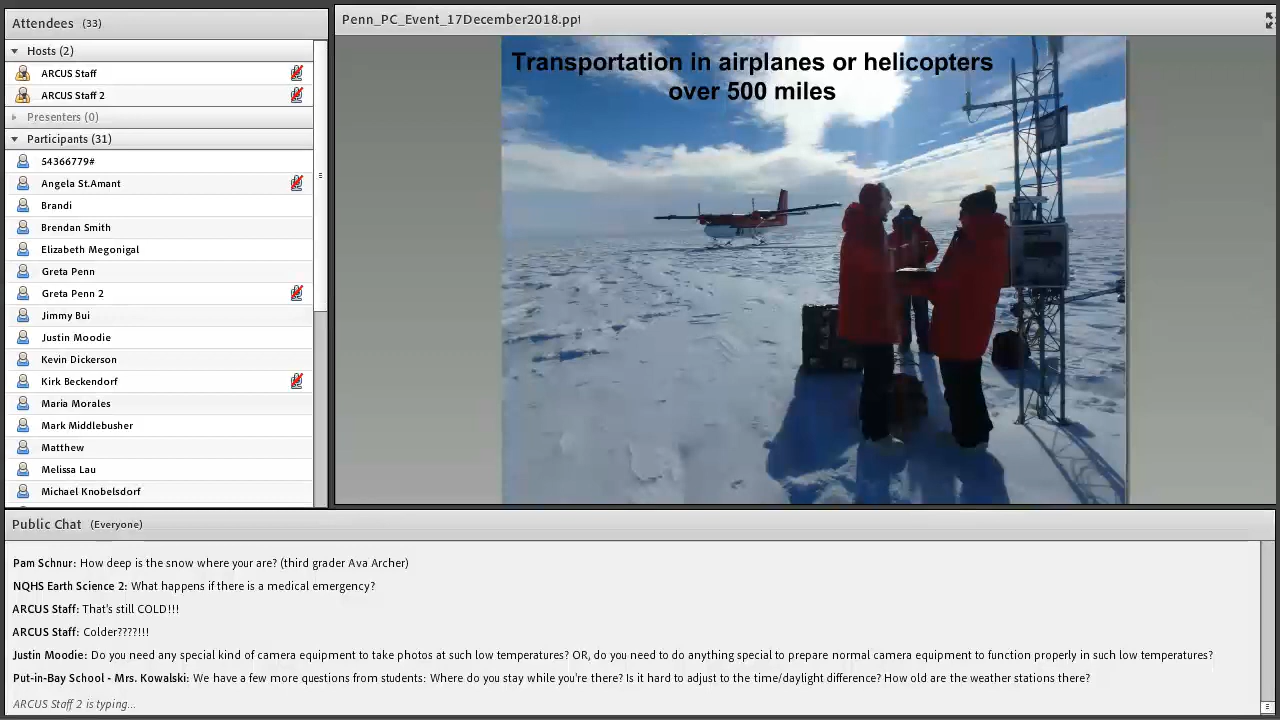 Attendees (33)
Hosts (2)
ARCUS Staff
ARCUS Staff 2
Presenters (0)
Participants (31)
54366779#
Angela St.Amant
Brandi
Brendan Smith
Elizabeth Megonigal
Greta Penn
Greta Penn 2
Jimmy Bui
Justin Moodie
Kevin Dickerson
Kirk Beckendorf
Maria Morales
Mark Middlebusher
Matthew
Melissa Lau
Michael Knobelsdorf
Penn_PC_Event_17December2018.ppt
Transportation in airplanes or helicopters
over 500 miles
Public Chat (Everyone)
Pam Schnur: How deep is the snow where your are? (third grader Ava Archer)
NQHS Earth Science 2: What happens if there is a medical emergency?
ARCUS Staff: That's still COLD!!!
ARCUS Staff: Colder????!!!
Justin Moodie: Do you need any special kind of camera equipment to take photos at such low temperatures? OR, do you need to do anything special to prepare normal camera equipment to function properly in such low temperatures?
Put-in-Bay School - Mrs. Kowalski: We have a few more questions from students: Where do you stay while you're there? Is it hard to adjust to the time/daylight difference? How old are the weather stations there?
ARCUS Staff 2 is typing...